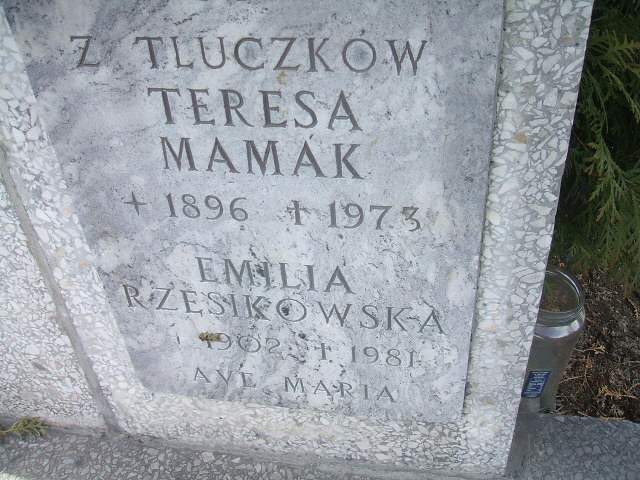 Z TLUCZKÓW
TERESA
MAMAK
+ 1896 + 1973
EMILIA
RZESIKOWSKA
1902 + 1981
AVE MARIA